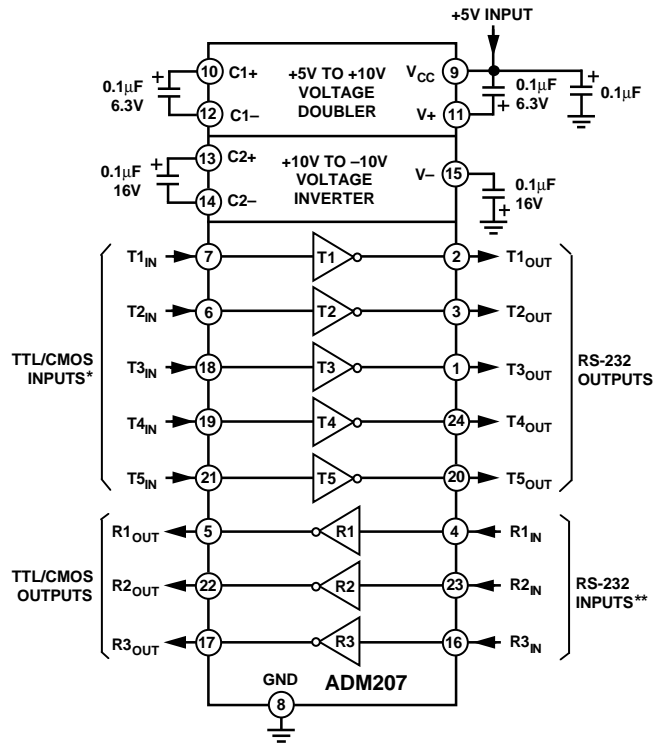 +5V INPUT
10 C1+ +5V TO +10V VOLTAGE DOUBLER VCC 9
0.1µF 6.3V
+
12 C1– V+ 11
+ 0.1µF 6.3V
+ 0.1µF
13 C2+ +10V TO –10V VOLTAGE INVERTER V– 15
+
0.1µF 16V
14 C2–
0.1µF 16V
+
T1IN 7 T1 2 T1OUT
T2IN 6 T2 3 T2OUT
TTL/CMOS INPUTS*
T3IN 18 T3 1 T3OUT
RS-232 OUTPUTS
T4IN 19 T4 24 T4OUT
T5IN 21 T5 20 T5OUT
R1OUT 5 R1 4 R1IN
TTL/CMOS OUTPUTS
R2OUT 22 R2 23 R2IN
RS-232 INPUTS**
R3OUT 17 R3 16 R3IN
GND ADM207
8